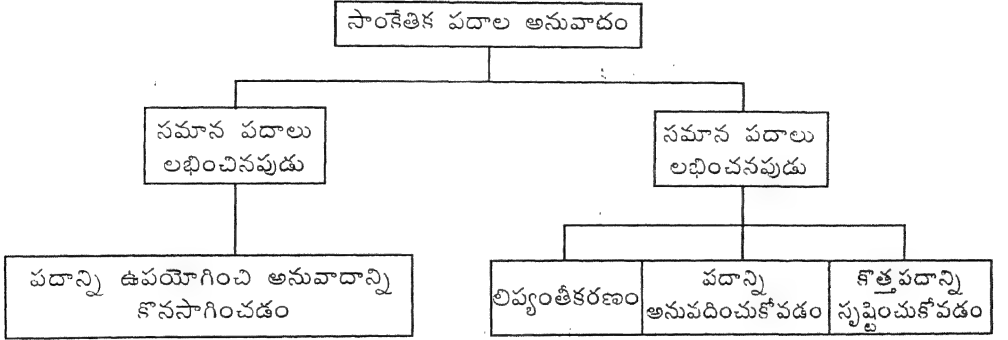 సాంకేతిక పదాల అనువాదం
సమాన పదాలు
లభించినపుడు
సమాన పదాలు
లభించనపుడు
పదాన్ని ఉపయోగించి అనువాదాన్ని
కొనసాగించడం
లిప్యంతీకరణం
పదాన్ని
అనువదించుకోవడం
కొత్తపదాన్ని
సృష్టించుకోవడం